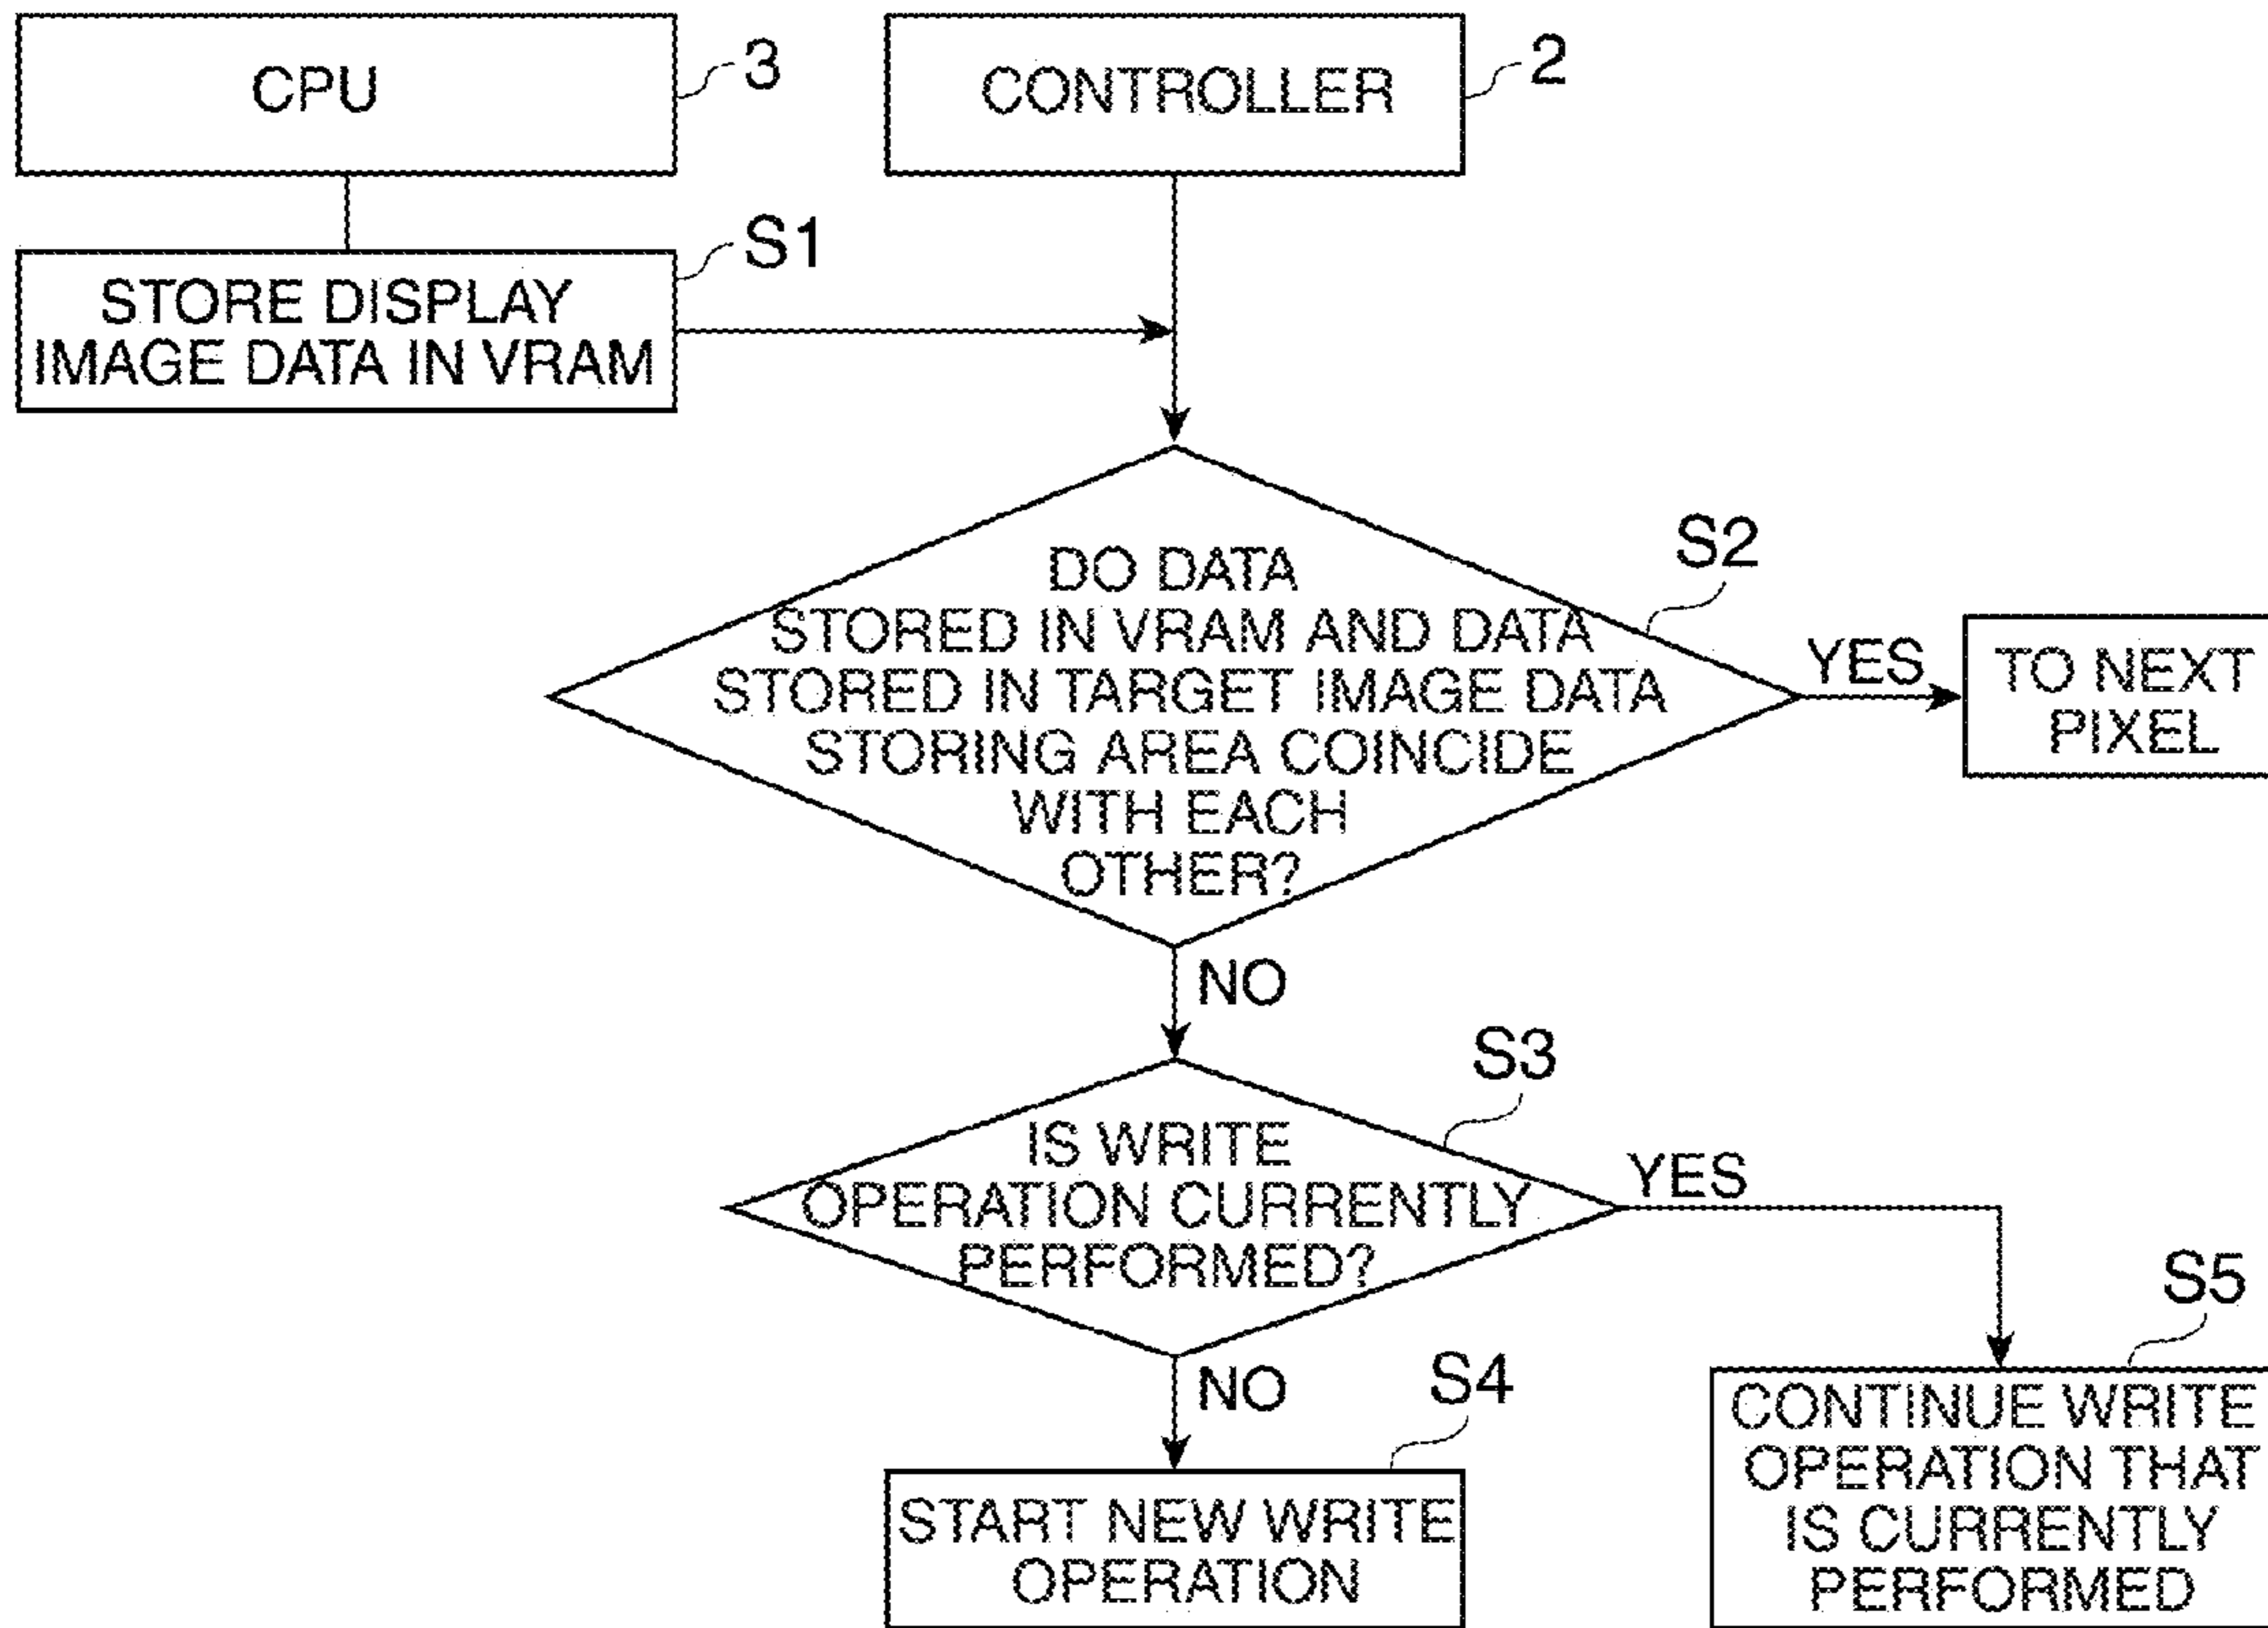 CPU
3
CONTROLLER
2
S1
STORE DISPLAY
IMAGE DATA IN VRAM
S2
DO DATA
STORED IN VRAM AND DATA
STORED IN TARGET IMAGE DATA
STORING AREA COINCIDE
WITH EACH
OTHER?
YES
TO NEXT
PIXEL
NO
S3
IS WRITE
OPERATION CURRENTLY
PERFORMED?
YES
NO
S4
START NEW WRITE
OPERATION
S5
CONTINUE WRITE
OPERATION THAT
IS CURRENTLY
PERFORMED